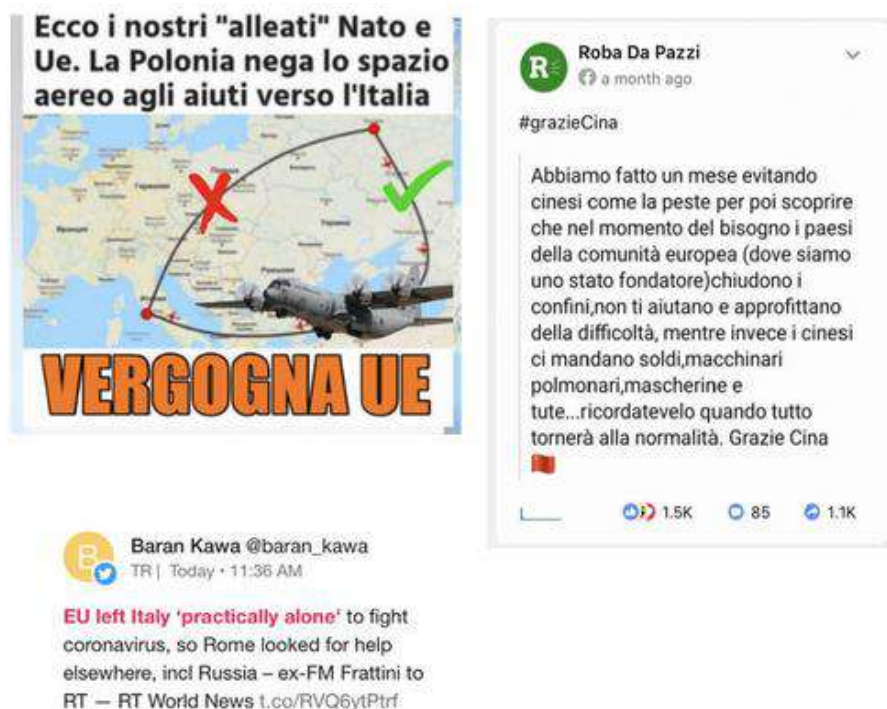 Ecco i nostri "alleati" Nato e
Ue. La Polonia nega lo spazio
aereo agli aiuti verso l'Italia
VERGOGNA UE
Roba Da Pazzi
a month ago
#grazieCina
Abbiamo fatto un mese evitando
cinesi come la peste per poi scoprire
che nel momento del bisogno i paesi
della comunità europea (dove siamo
uno stato fondatore)chiudono i
confini,non ti aiutano e approfittano
della difficoltà, mentre invece i cinesi
ci mandano soldi,macchinari
polmonari,mascherine e
tute...ricordatevelo quando tutto
tornerà alla normalità. Grazie Cina
1.5K 85 1.1K
Baran Kawa @baran_kawa
TR | Today • 11:36 AM
EU left Italy 'practically alone' to fight
coronavirus, so Rome looked for help
elsewhere, incl Russia – ex-FM Frattini to
RT — RT World News t.co/RVQ6ytPtrf